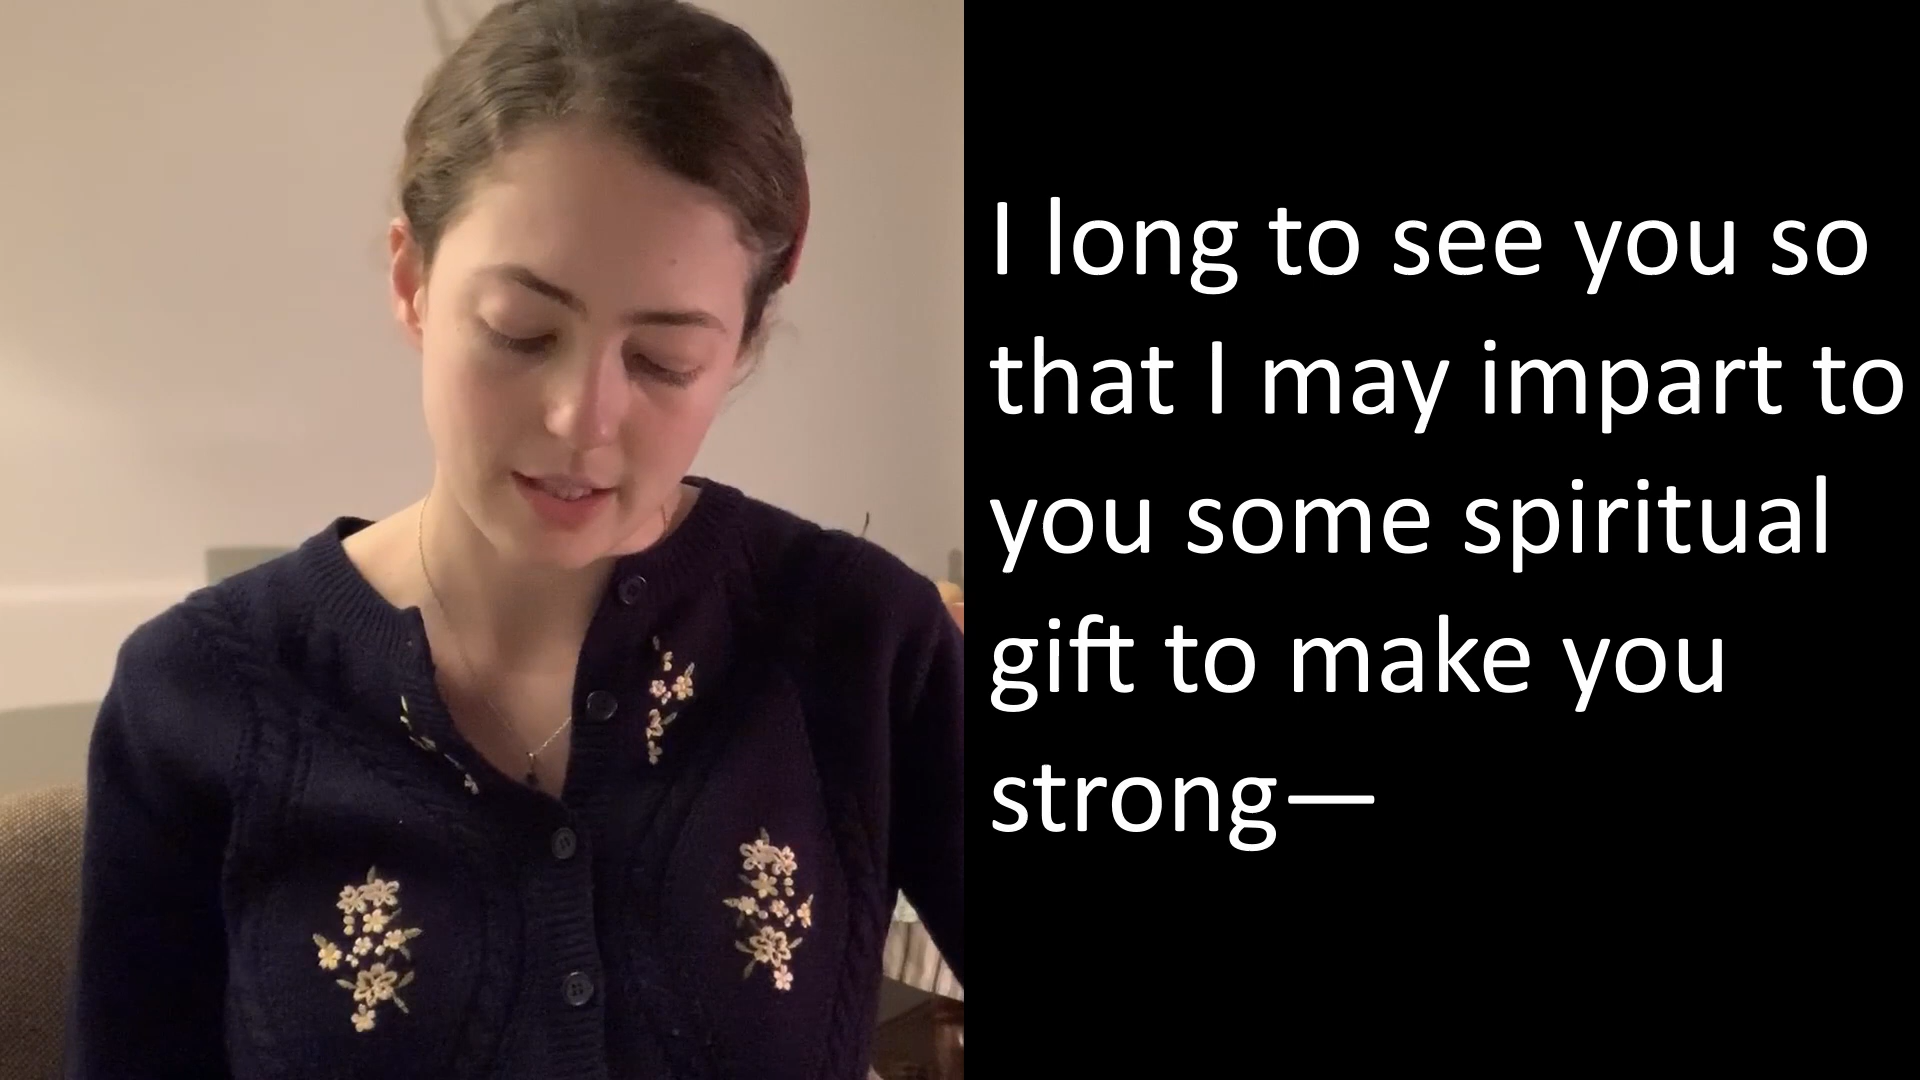 I long to see you so
that I may impart to
you some spiritual
gift to make you
strong—